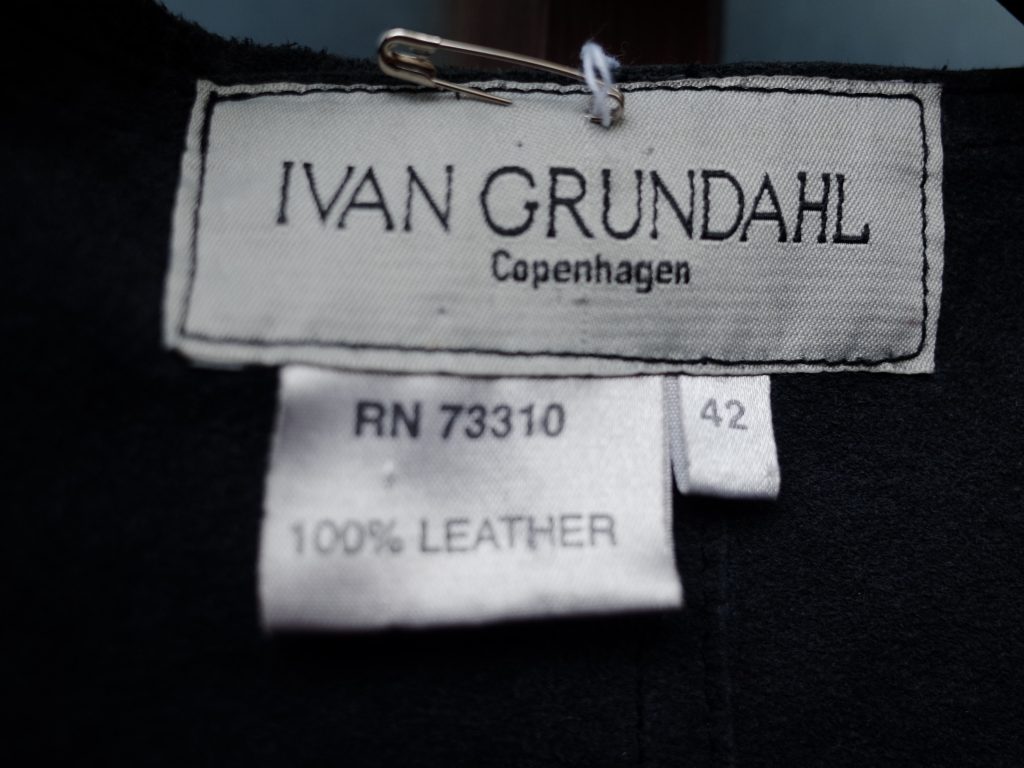 IVAN GRUNDAHL
Copenhagen
RN 73310
42
100% LEATHER